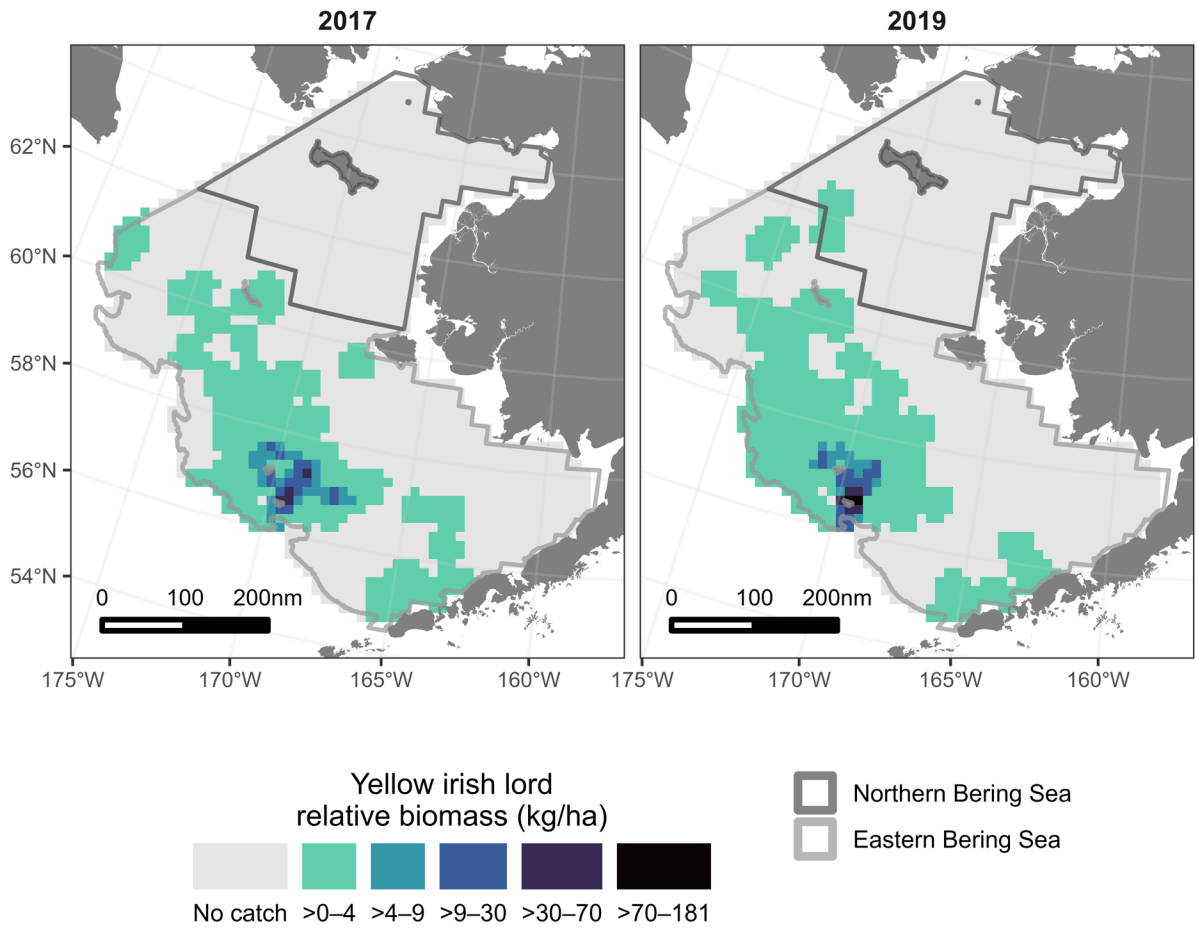 2017
2019
62°N
60°N
58°N
56°N
54°N
0 100 200nm
0 100 200nm
175°W 170°W 165°W 160°W
175°W 170°W 165°W 160°W
Yellow irish lord
relative biomass (kg/ha)
No catch >0–4 >4–9 >9–30 >30–70 >70–181
Northern Bering Sea
Eastern Bering Sea